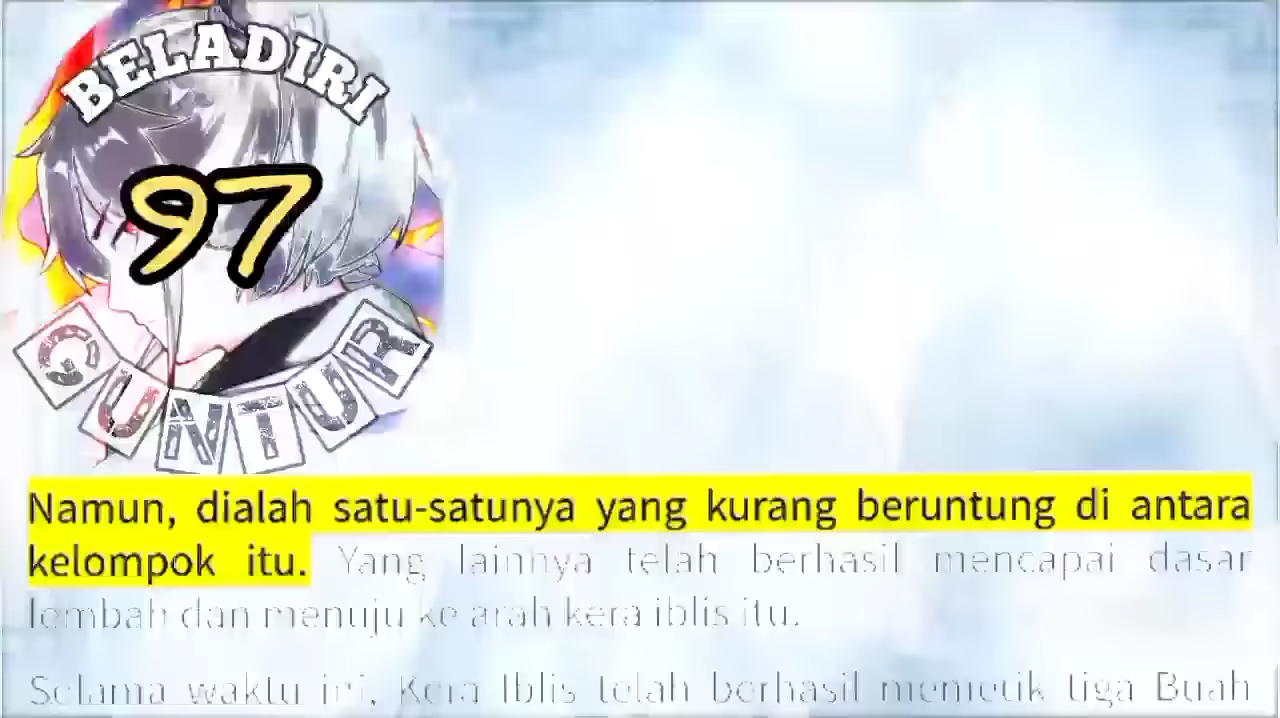 BELADIRI
97
GUNTUR
Namun, dialah satu-satunya yang kurang beruntung di antara
kelompok itu. Yang lainnya telah berhasil mencapai dasar
lembah dan menuju ke arah kera iblis itu.
Selama waktu ini, Kera Iblis telah berhasil memetik tiga Buah